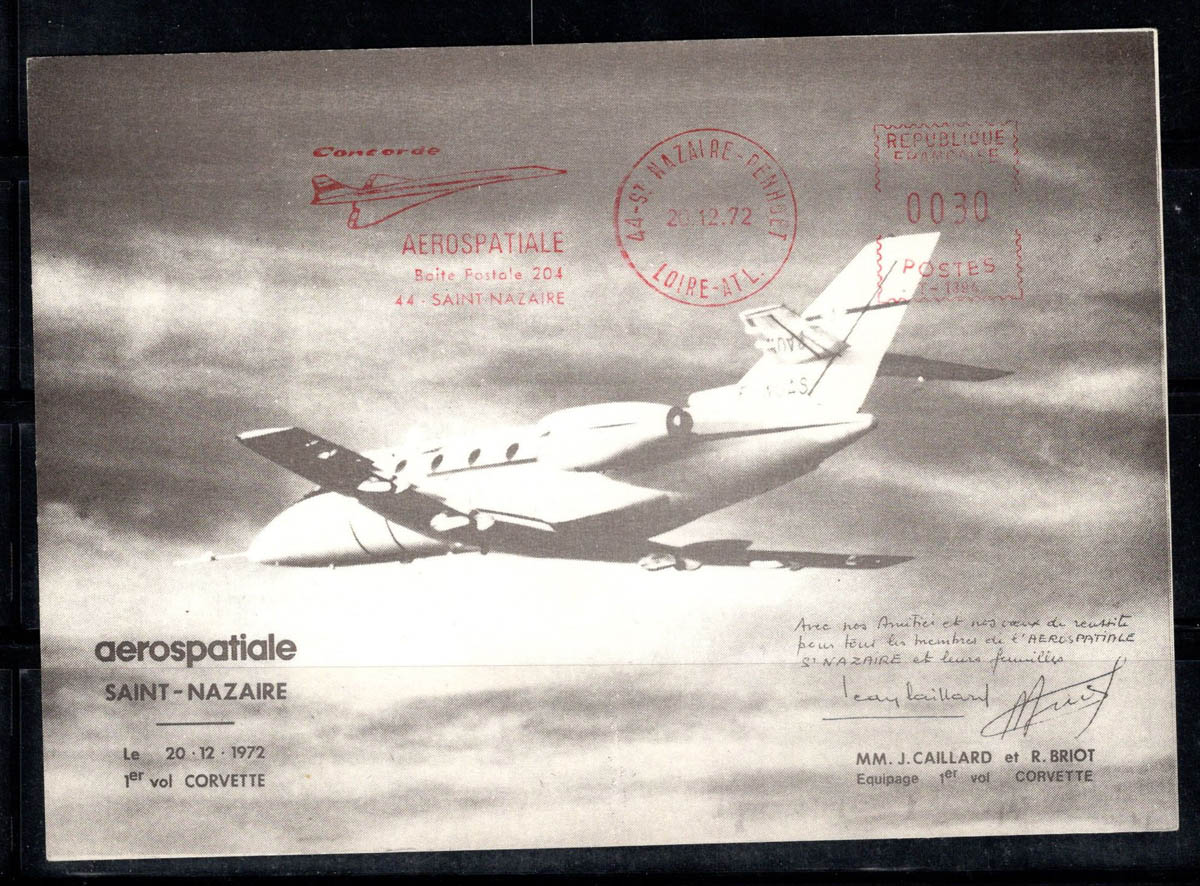 Concorde
AEROSPATIALE
Boite Postale 204
44 - SAINT-NAZAIRE
44-ST NAZAIRE-PENHOET
20.12.72
LOIRE-ATL.
REPUBLIQUE
FRANCAISE
0030
POSTES
aerospatiale
SAINT-NAZAIRE
Le 20·12·1972
1er vol CORVETTE
Avec nos Amitiés et nos vœux de réussite
pour tous les membres de l'AEROSPATIALE
ST NAZAIRE et leurs familles
Jean Caillard
MM. J. CAILLARD et R. BRIOT
Equipage 1er vol CORVETTE